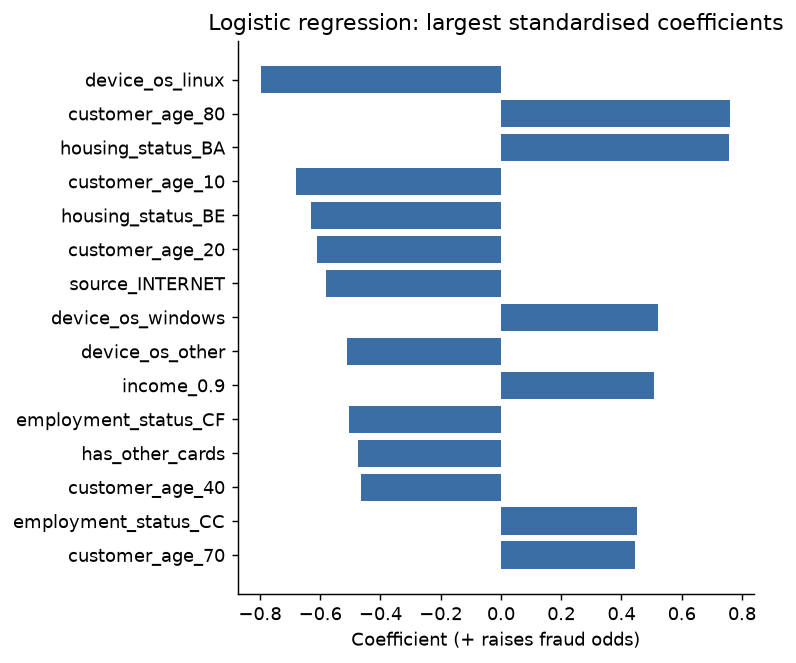 Logistic regression: largest standardised coefficients
device_os_linux
customer_age_80
housing_status_BA
customer_age_10
housing_status_BE
customer_age_20
source_INTERNET
device_os_windows
device_os_other
income_0.9
employment_status_CF
has_other_cards
customer_age_40
employment_status_CC
customer_age_70
−0.8 −0.6 −0.4 −0.2 0.0 0.2 0.4 0.6 0.8
Coefficient (+ raises fraud odds)